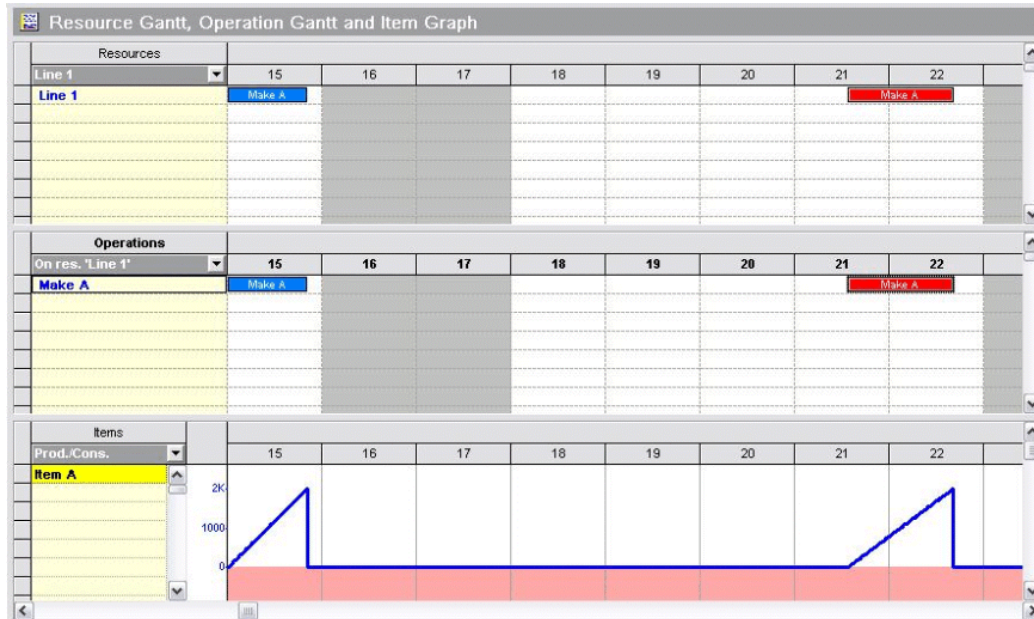 Resource Gantt, Operation Gantt and Item Graph
Resources
Line 1 15 16 17 18 19 20 21 22
Line 1 Make A Make A
Operations
On res. 'Line 1' 15 16 17 18 19 20 21 22
Make A Make A Make A
Items
Prod./Cons. 15 16 17 18 19 20 21 22
Item A
2K
1000
0